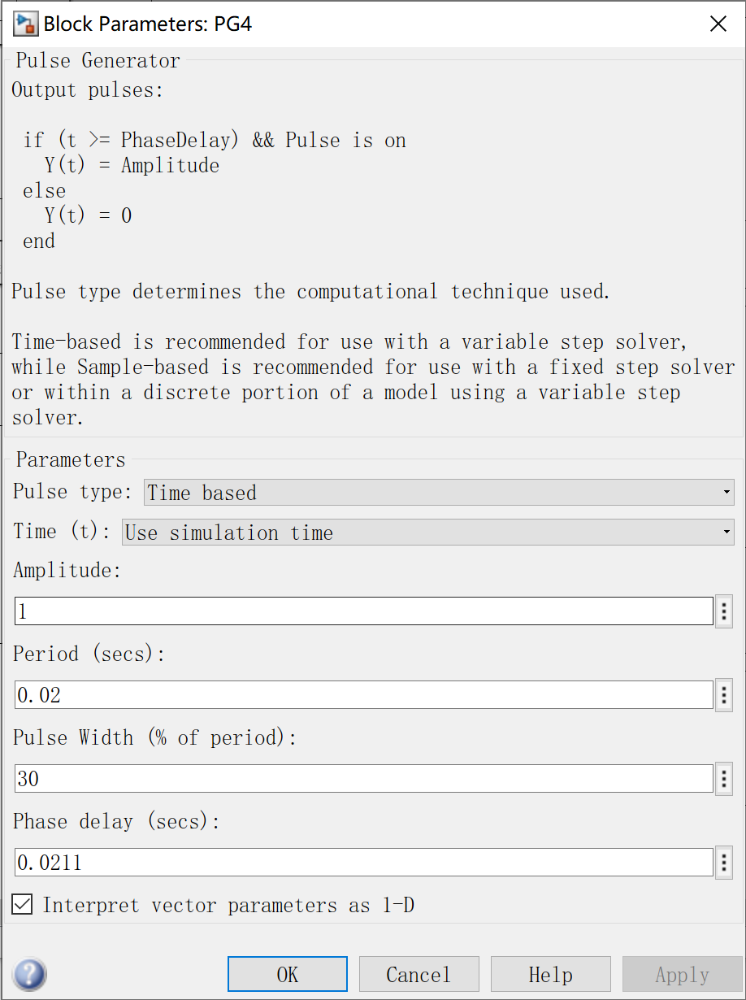 Block Parameters: PG4
Pulse Generator
Output pulses:
if (t >= PhaseDelay) && Pulse is on
Y(t) = Amplitude
else
Y(t) = 0
end
Pulse type determines the computational technique used.
Time-based is recommended for use with a variable step solver,
while Sample-based is recommended for use with a fixed step solver
or within a discrete portion of a model using a variable step
solver.
Parameters
Pulse type: Time based
Time (t): Use simulation time
Amplitude:
1
Period (secs):
0.02
Pulse Width (% of period):
30
Phase delay (secs):
0.0211
Interpret vector parameters as 1-D
? OK Cancel Help Apply